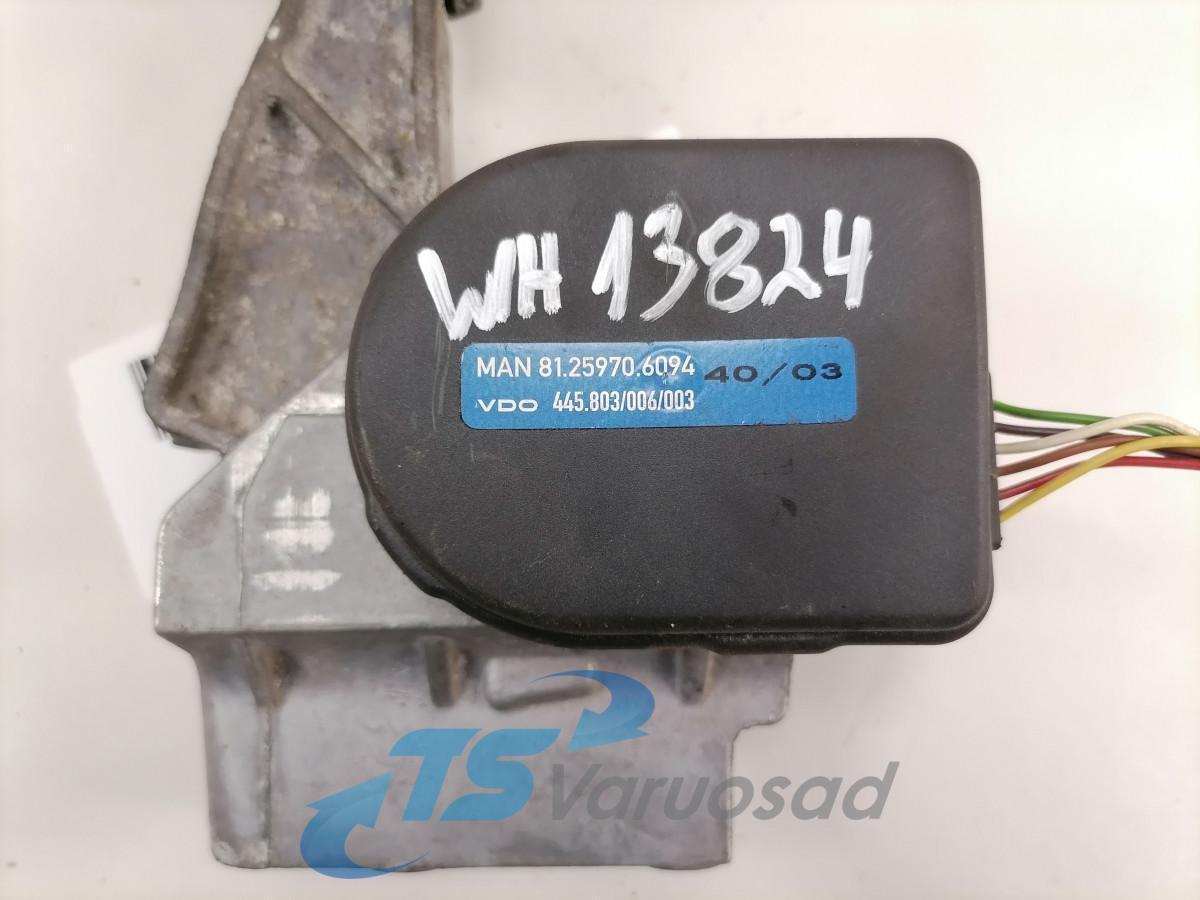 WH 13824
MAN 81.25970.6094 40/03
VDO 445.803/006/003
TS Varuosad